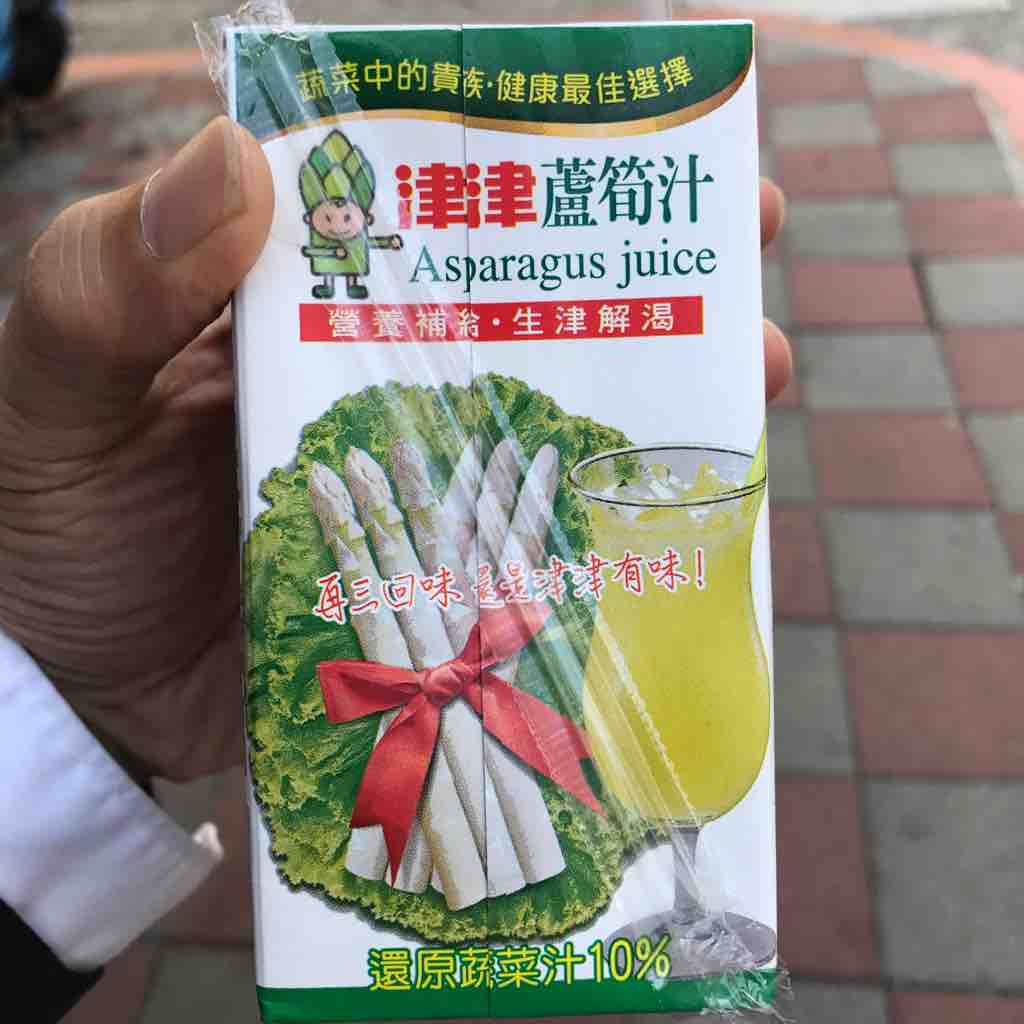 蔬菜中的貴族·健康最佳選擇
津津蘆筍汁
Asparagus juice
營養補給·生津解渴
再三回味 還是津津有味!
還原蔬菜汁10%